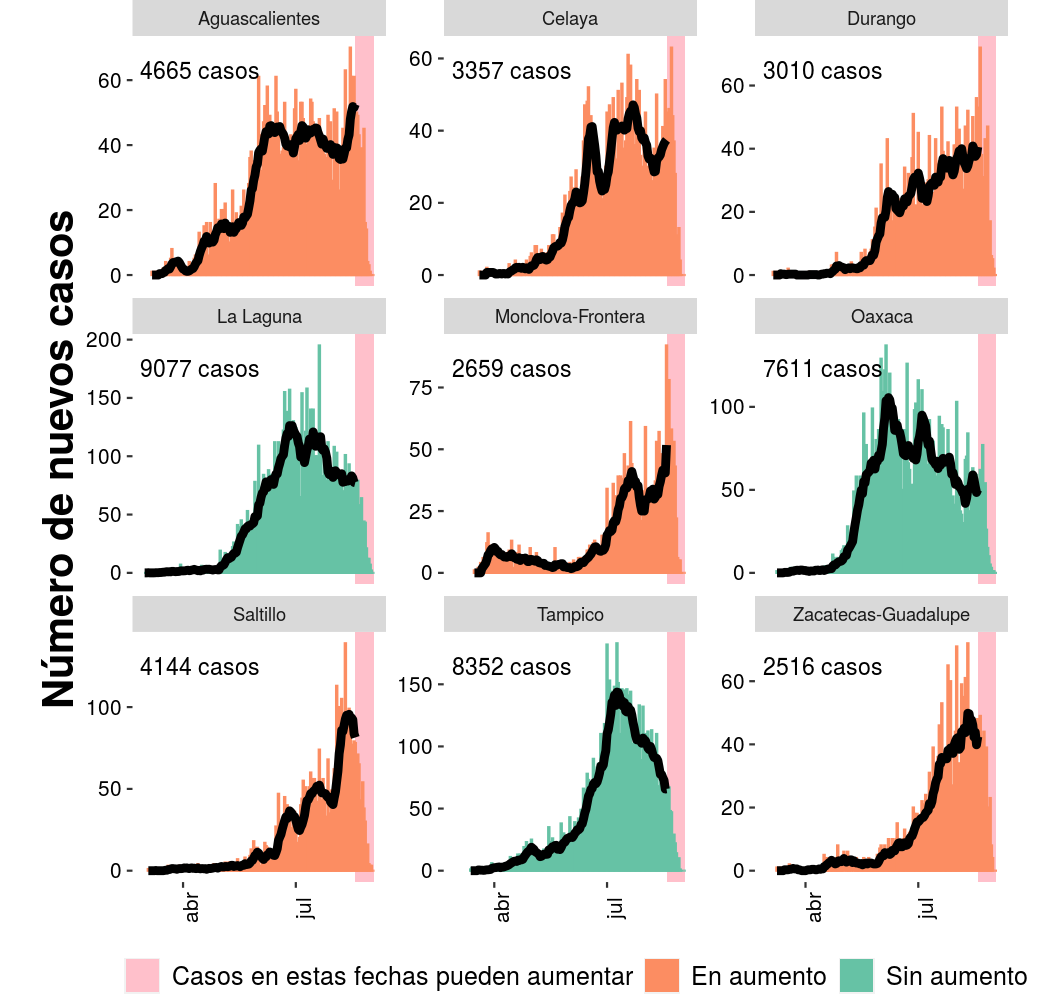 Número de nuevos casos
Aguascalientes
4665 casos
60
40
20
0
Celaya
3357 casos
60
40
20
0
Durango
3010 casos
60
40
20
0
La Laguna
9077 casos
200
150
100
50
0
Monclova-Frontera
2659 casos
75
50
25
0
Oaxaca
7611 casos
100
50
0
Saltillo
4144 casos
100
50
0
abr
jul
Tampico
8352 casos
150
100
50
0
abr
jul
Zacatecas-Guadalupe
2516 casos
60
40
20
0
abr
jul
Casos en estas fechas pueden aumentar
En aumento
Sin aumento